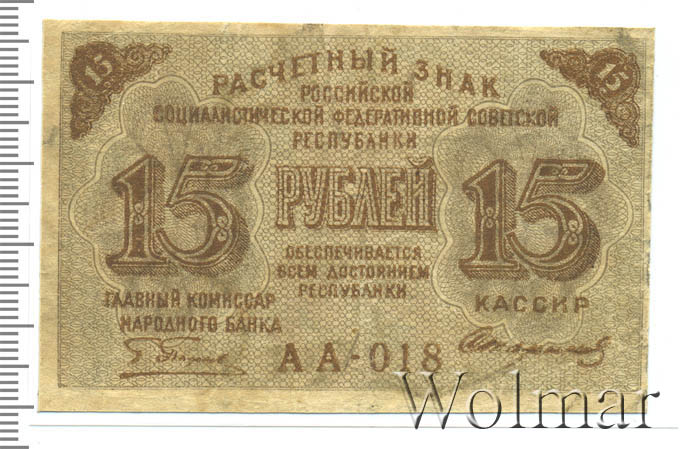 15
15
РАСЧЕТНЫЙ ЗНАК
РОССИЙСКОЙ
СОЦИАЛИСТИЧЕСКОЙ ФЕДЕРАТИВНОЙ СОВЕТСКОЙ
РЕСПУБЛИКИ
15 РУБЛЕЙ 15
ОБЕСПЕЧИВАЕТСЯ
ВСЕМ ДОСТОЯНИЕМ
РЕСПУБЛИКИ
ГЛАВНЫЙ КОМИССАР
НАРОДНОГО БАНКА
КАССИР
АА-018
Wolmar